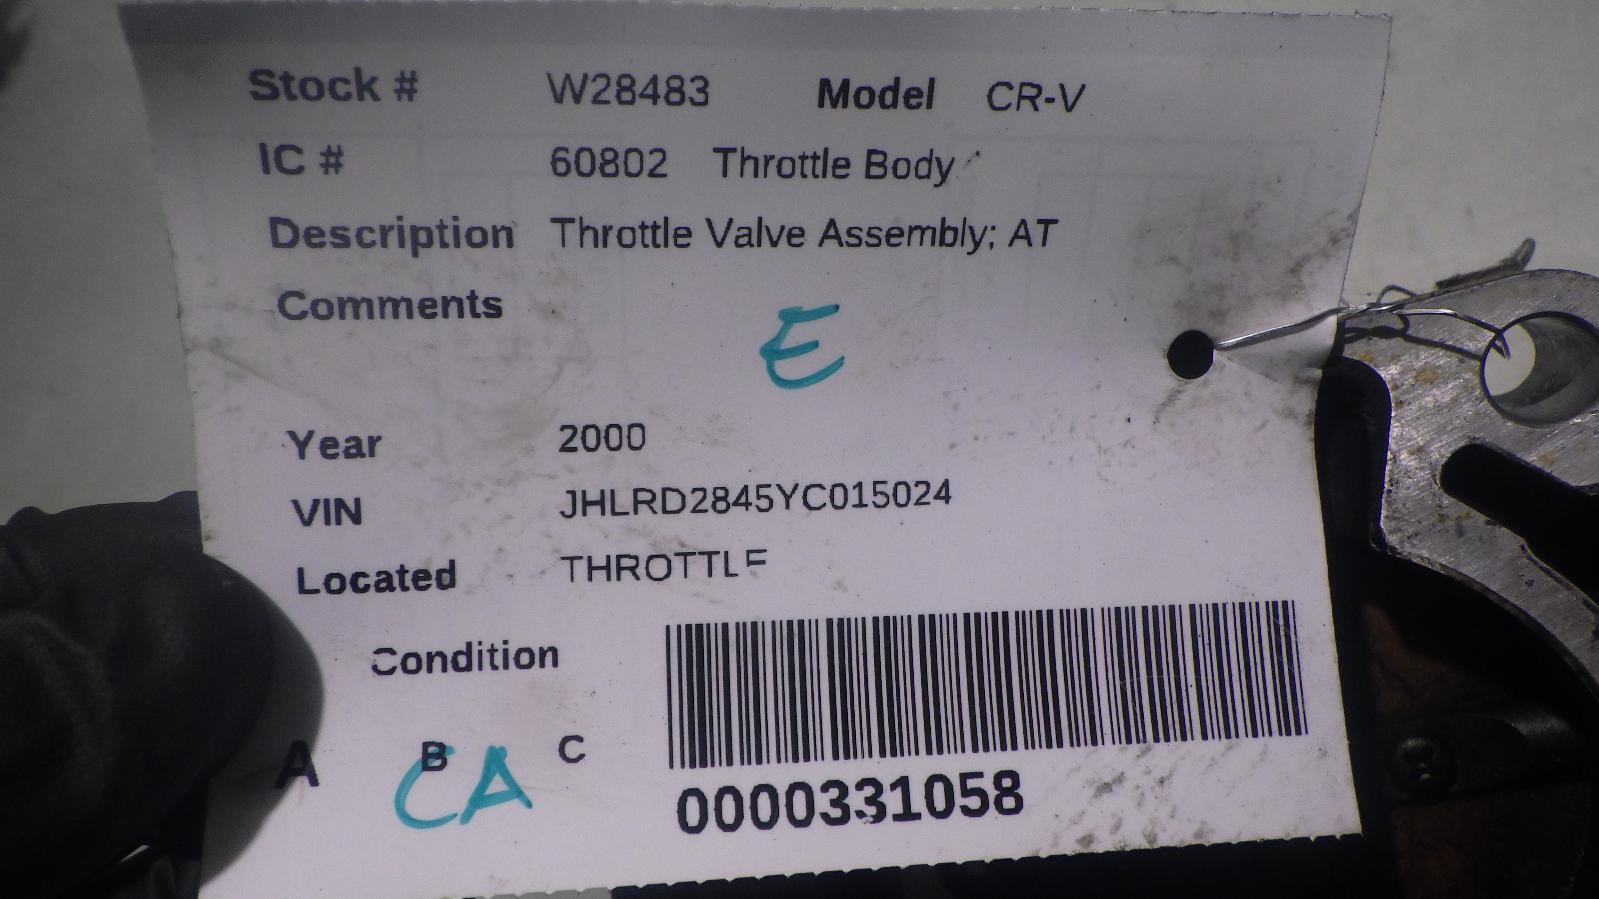 Stock # W28483 Model CR-V
IC # 60802 Throttle Body
Description Throttle Valve Assembly; AT
Comments
E
Year 2000
VIN JHLRD2845YC015024
Located THROTTLE
Condition
A B C
CA
0000331058